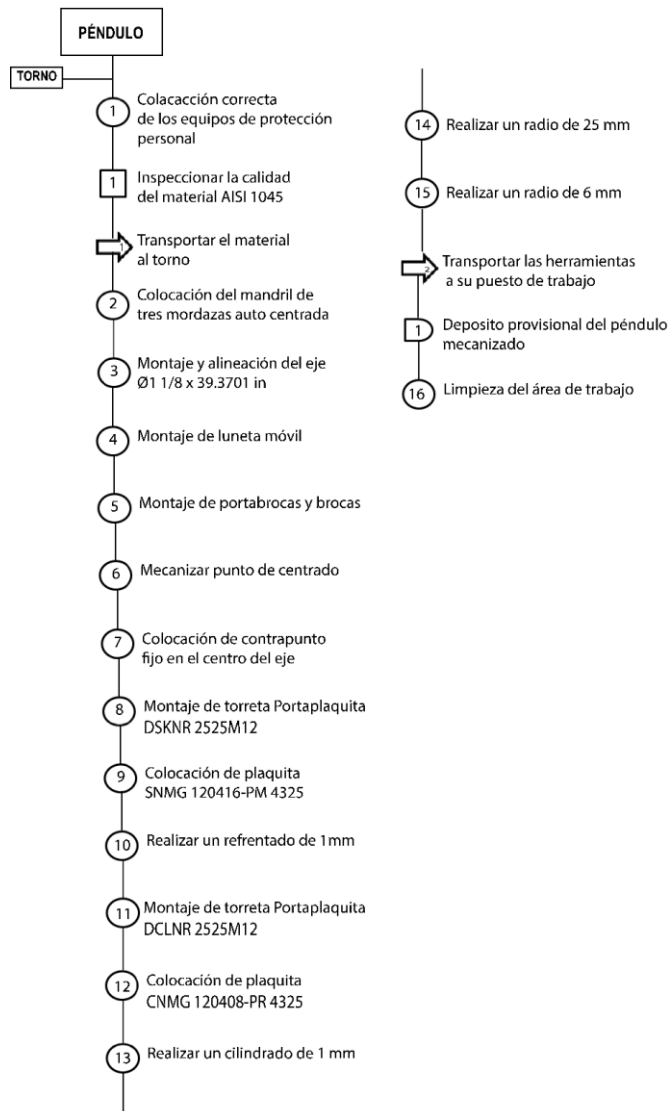 PÉNDULO
TORNO
1
Colacacción correcta
de los equipos de protección
personal
1
Inspeccionar la calidad
del material AISI 1045
1
Transportar el material
al torno
2
Colocación del mandril de
tres mordazas auto centrada
3
Montaje y alineación del eje
Ø1 1/8 x 39.3701 in
4
Montaje de luneta móvil
5
Montaje de portabrocas y brocas
6
Mecanizar punto de centrado
7
Colocación de contrapunto
fijo en el centro del eje
8
Montaje de torreta Portaplaquita
DSKNR 2525M12
9
Colocación de plaquita
SNMG 120416-PM 4325
10
Realizar un refrentado de 1mm
11
Montaje de torreta Portaplaquita
DCLNR 2525M12
12
Colocación de plaquita
CNMG 120408-PR 4325
13
Realizar un cilindrado de 1 mm
14
Realizar un radio de 25 mm
15
Realizar un radio de 6 mm
2
Transportar las herramientas
a su puesto de trabajo
1
Deposito provisional del péndulo
mecanizado
16
Limpieza del área de trabajo